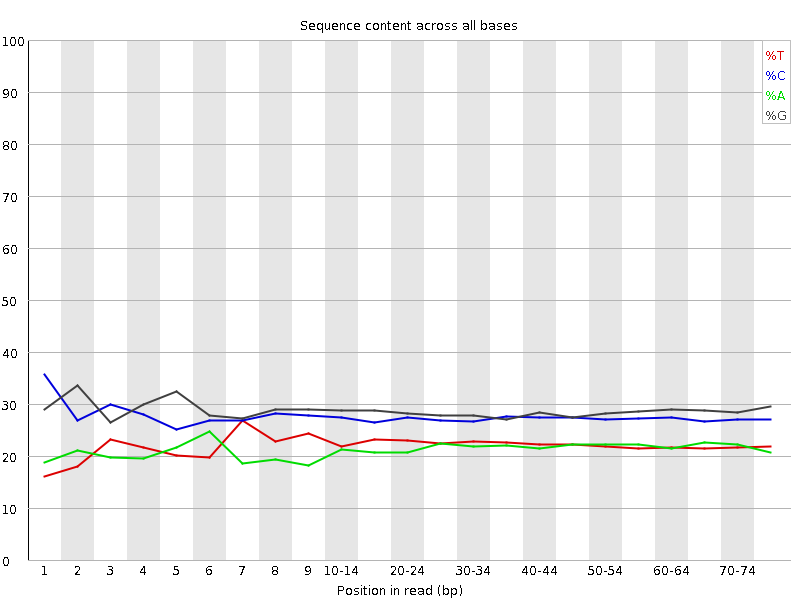 Sequence content across all bases
100
90
80
70
60
50
40
30
20
10
0
%T
%C
%A
%G
1 2 3 4 5 6 7 8 9 10-14 20-24 30-34 40-44 50-54 60-64 70-74
Position in read (bp)